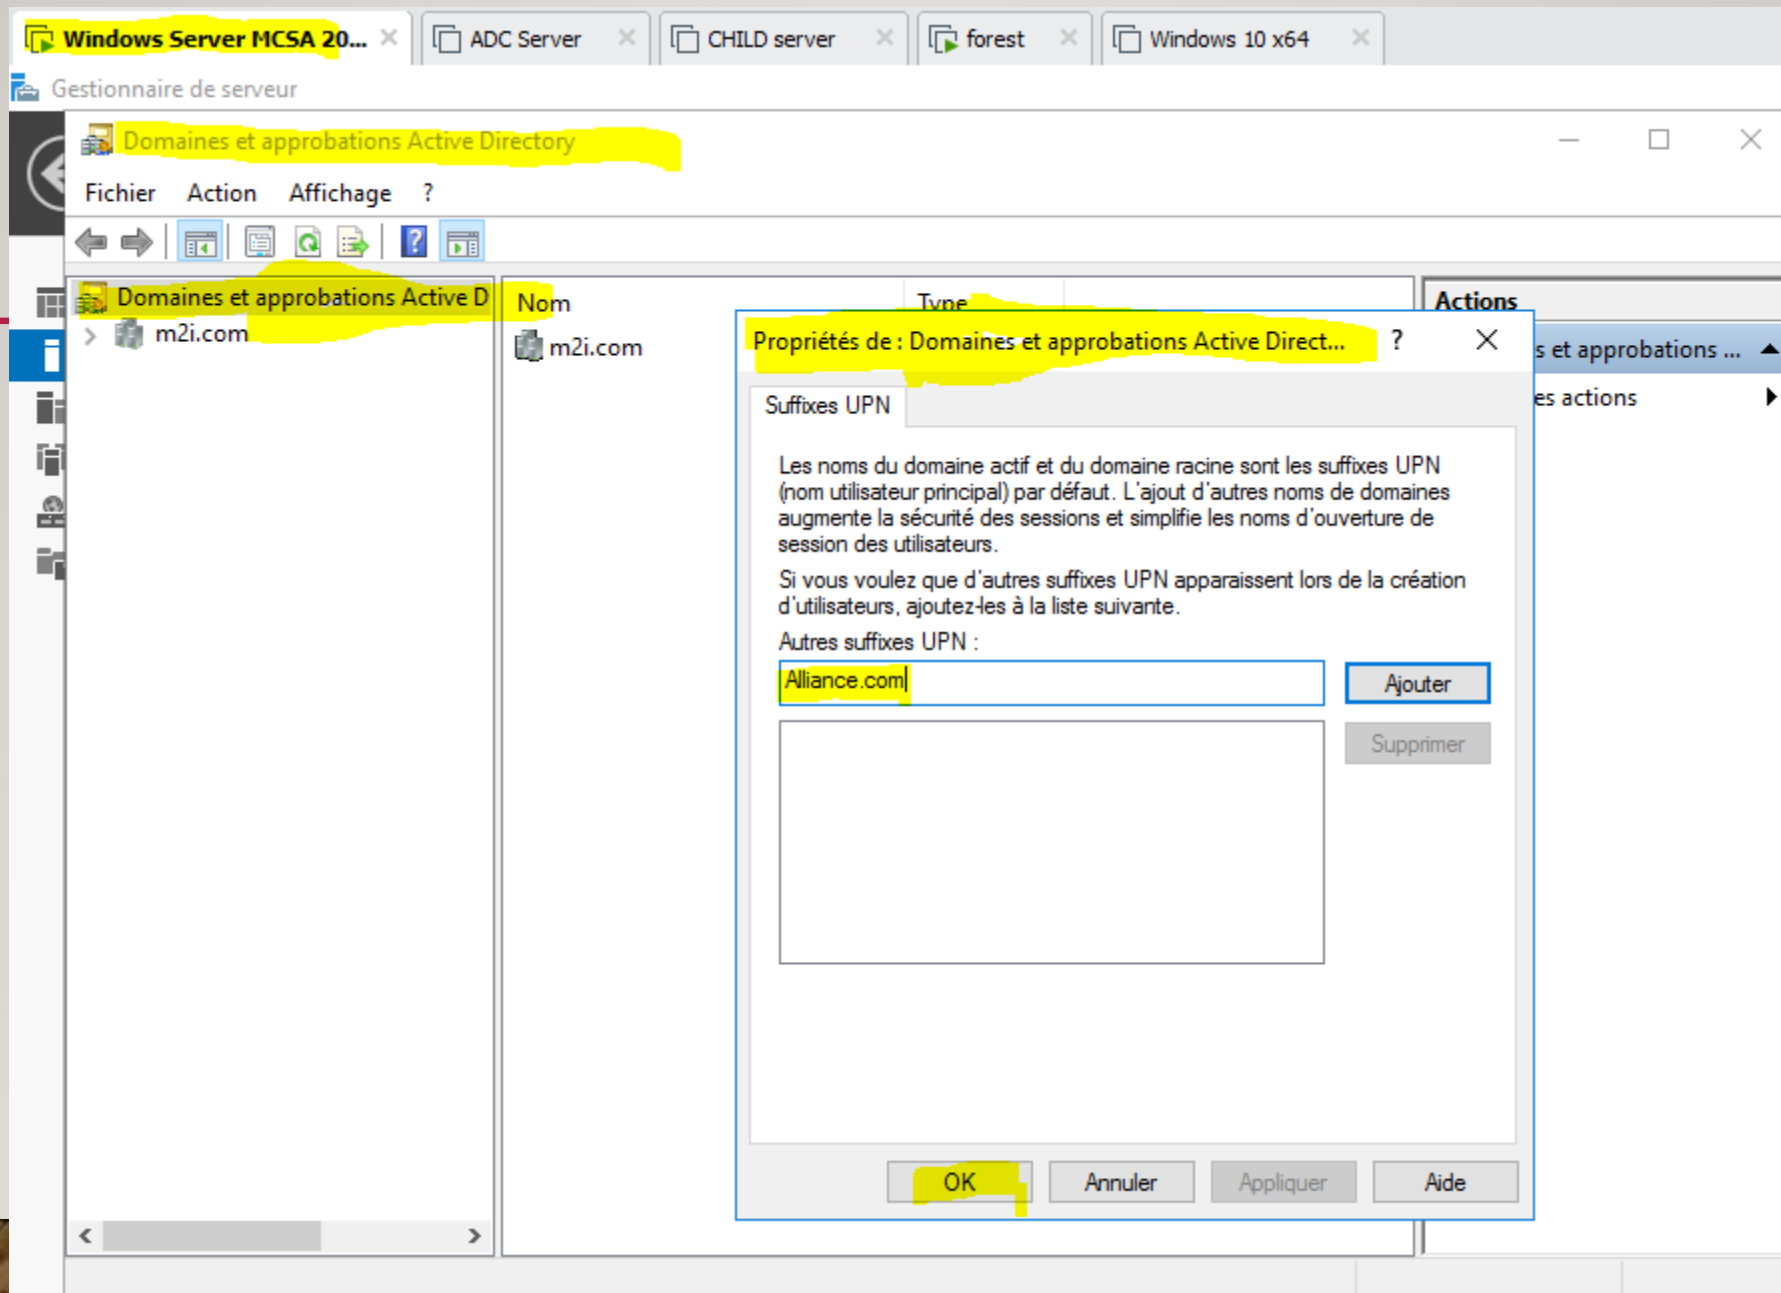 Windows Server MCSA 20...
ADC Server
CHILD server
forest
Windows 10 x64
Gestionnaire de serveur
Domaines et approbations Active Directory
Fichier Action Affichage ?
Domaines et approbations Active D
m2i.com
Nom
Type
m2i.com
Actions
s et approbations ...
es actions
Propriétés de : Domaines et approbations Active Direct...
?
Suffixes UPN
Les noms du domaine actif et du domaine racine sont les suffixes UPN
(nom utilisateur principal) par défaut. L'ajout d'autres noms de domaines
augmente la sécurité des sessions et simplifie les noms d'ouverture de
session des utilisateurs.
Si vous voulez que d'autres suffixes UPN apparaissent lors de la création
d'utilisateurs, ajoutez-les à la liste suivante.
Autres suffixes UPN :
Alliance.com
Ajouter
Supprimer
OK
Annuler
Appliquer
Aide